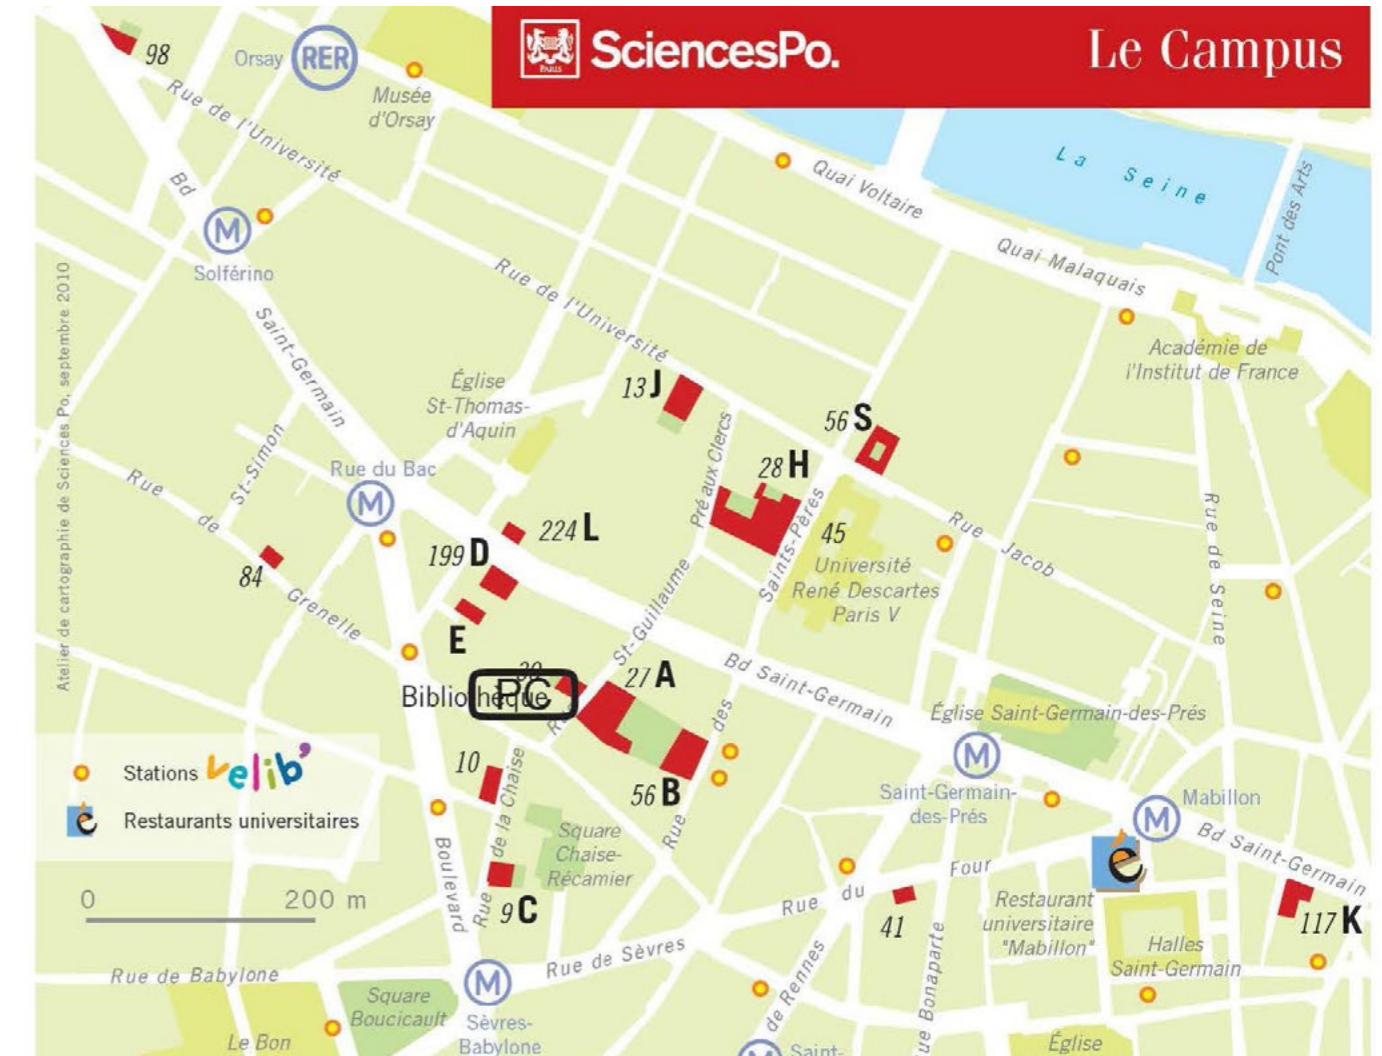 SciencesPo.
PARIS
Le Campus
98
Orsay
RER
Musée
d'Orsay
Rue de l'Université
Bd
M
Solférino
Quai Voltaire
La Seine
Pont des Arts
Quai Malaquais
Académie de
l'Institut de France
Rue de l'Université
Saint-Germain
Atelier de cartographie de Sciences Po, septembre 2010
Église
St-Thomas-
d'Aquin
13 J
56 S
28 H
Pré aux Clercs
Saints-Pères
45
Université
René Descartes
Paris V
Rue Jacob
Rue de Seine
Rue du Bac
M
St-Simon
Rue de Grenelle
84
224 L
199 D
E
St-Guillaume
30
Bibliothèque
PC
27 A
Bd Saint-Germain
Église Saint-Germain-des-Prés
M
Saint-Germain-
des-Prés
M
Mabillon
Bd Saint-Germain
56 B
Rue des
10
Rue de la Chaise
Square
Chaise-
Récamier
9 C
Boulevard
Stations velib'
Restaurants universitaires
0 200 m
Rue du Four
41
é
Restaurant
universitaire
"Mabillon"
117 K
Halles
Saint-Germain
Rue de Babylone
Rue de Sèvres
Square
Boucicault
M
Sèvres-
Babylone
de Rennes
Bonaparte
Le Bon
M
Saint-
Église